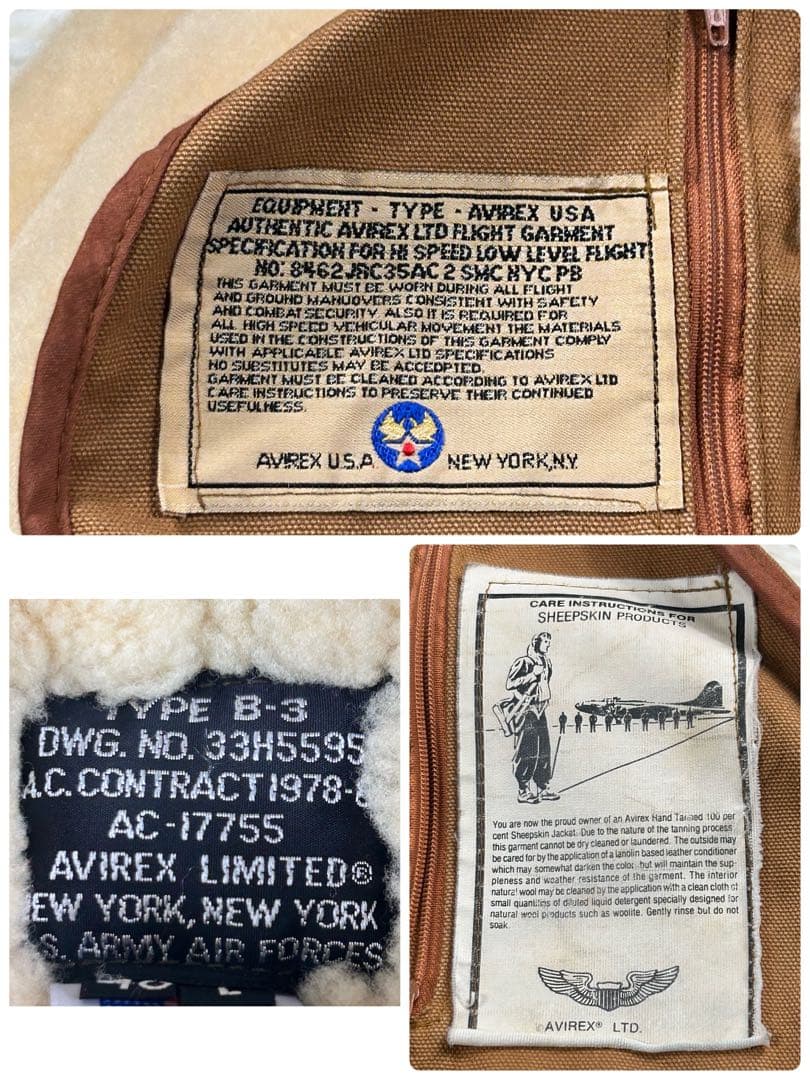 EQUIPMENT - TYPE - AVIREX USA
AUTHENTIC AVIREX LTD FLIGHT GARMENT
SPECIFICATION FOR HI SPEED LOW LEVEL FLIGHT
NO: 8462JRC35AC 2 SMC NYC PB
THIS GARMENT MUST BE WORN DURING ALL FLIGHT
AND GROUND MANUOVERS CONSISTENT WITH SAFETY
AND COMBAT SECURITY. ALSO IT IS REQUIRED FOR
ALL HIGH SPEED VEHICULAR MOVEMENT THE MATERIALS
USED IN THE CONSTRUCTIONS OF THIS GARMENT COMPLY
WITH APPLICABLE AVIREX LTD SPECIFICATIONS
NO SUBSTITUTES MAY BE ACCEDPTED.
GARMENT MUST BE CLEANED ACCORDING TO AVIREX LTD
CARE INSTRUCTIONS TO PRESERVE THEIR CONTINUED
USEFULNESS.
AVIREX U.S.A. NEW YORK,N.Y.
TYPE B-3
DWG. NO. 33H5595
A.C. CONTRACT 1978-
AC-17755
AVIREX LIMITED®
EW YORK, NEW YORK
S. ARMY AIR FORCES
CARE INSTRUCTIONS FOR
SHEEPSKIN PRODUCTS
You are now the proud owner of an Avirex Hand Tanned 100 per
cent Sheepskin Jacket. Due to the nature of the tanning process
this garment cannot be dry cleaned or laundered. The outside may
be cared for by the application of a lanolin based leather conditioner
which may somewhat darken the color, but will maintain the sup-
pleness and weather resistance of the garment. The interior
natural wool may be cleaned by the application with a clean cloth of
small quantities of diluted liquid detergent specially designed for
natural wool products such as woolite. Gently rinse but do not
soak.
AVIREX® LTD.